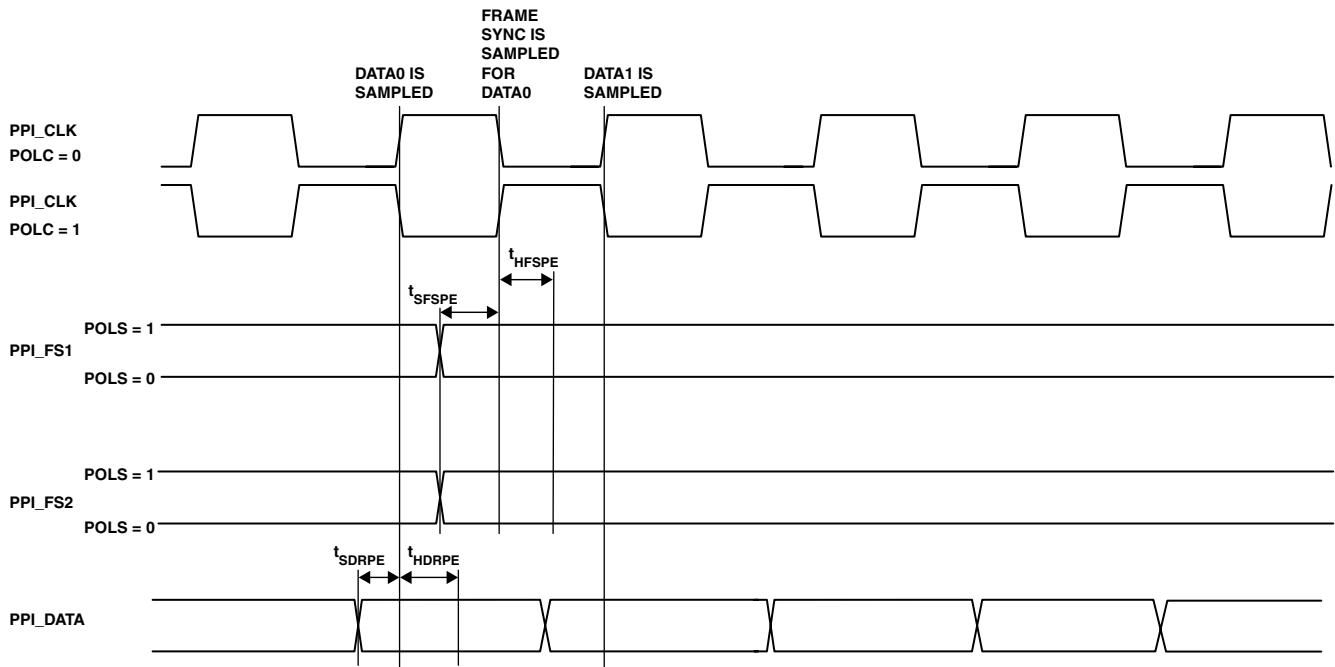 FRAME
SYNC IS
SAMPLED
FOR
DATA0
DATA0 IS
SAMPLED
DATA1 IS
SAMPLED
PPI_CLK
POLC = 0
PPI_CLK
POLC = 1
tHFSPE
tSFSPE
POLS = 1
PPI_FS1
POLS = 0
POLS = 1
PPI_FS2
POLS = 0
tSDRPE
tHDRPE
PPI_DATA